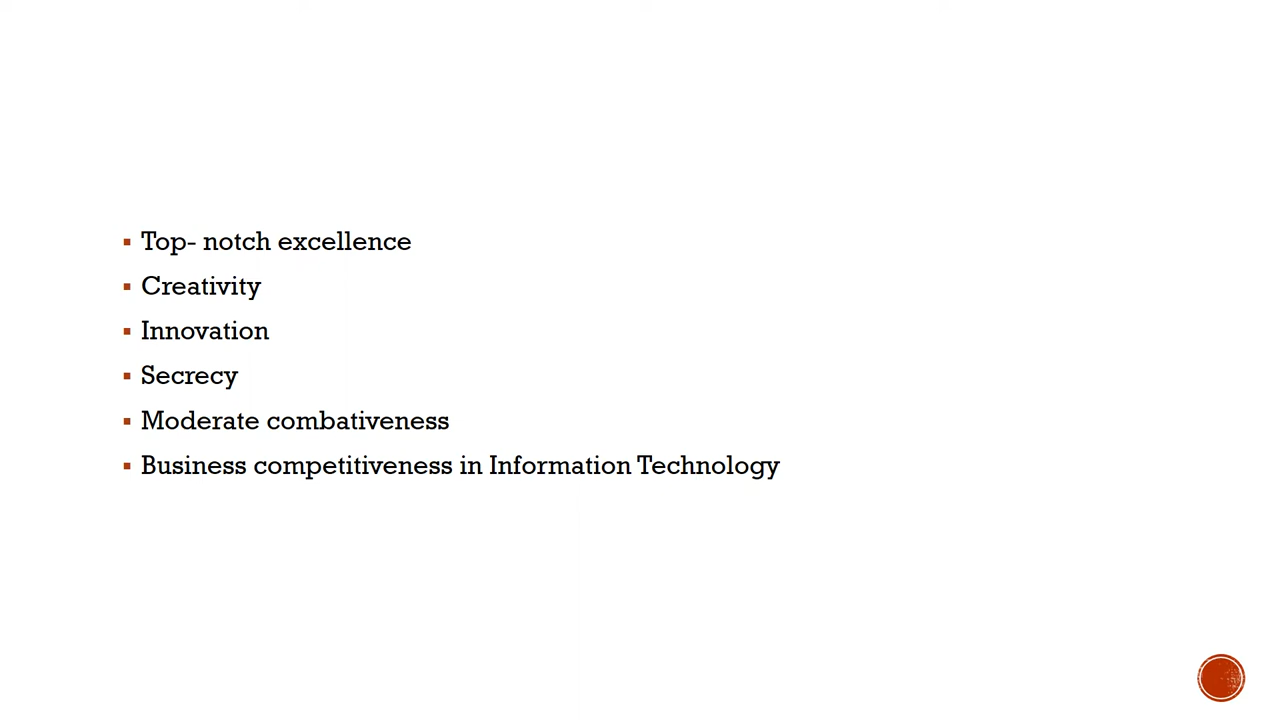 Top- notch excellence
Creativity
Innovation
Secrecy
Moderate combativeness
Business competitiveness in Information Technology